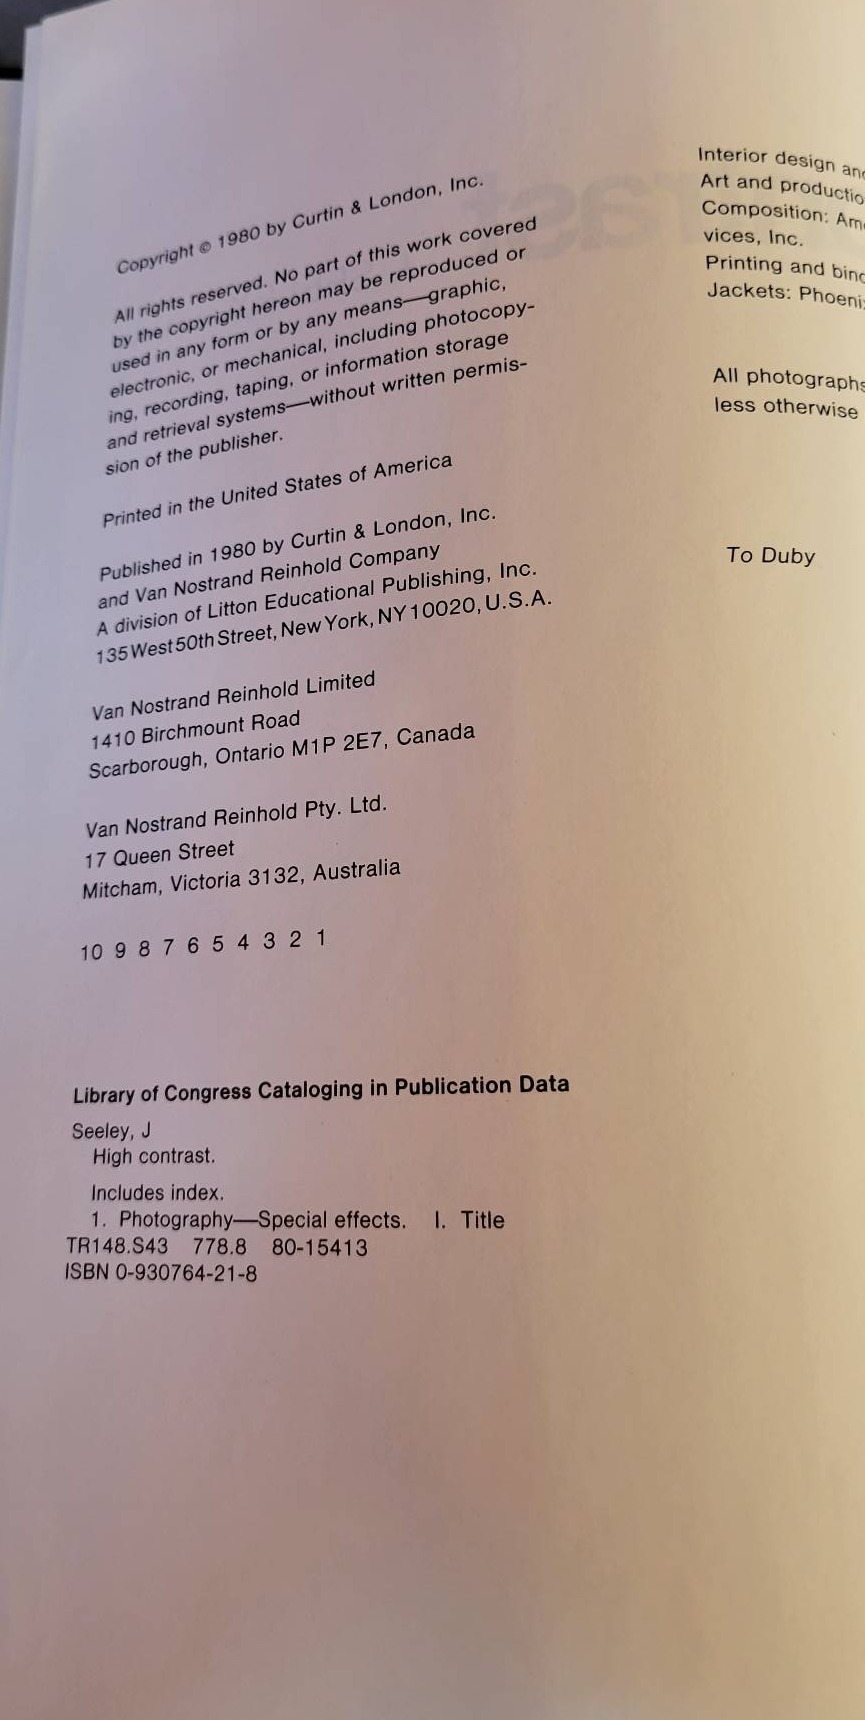 Copyright © 1980 by Curtin & London, Inc.
All rights reserved. No part of this work covered
by the copyright hereon may be reproduced or
used in any form or by any means—graphic,
electronic, or mechanical, including photocopy-
ing, recording, taping, or information storage
and retrieval systems—without written permis-
sion of the publisher.
Printed in the United States of America
Published in 1980 by Curtin & London, Inc.
and Van Nostrand Reinhold Company
A division of Litton Educational Publishing, Inc.
135 West 50th Street, New York, NY 10020, U.S.A.
Van Nostrand Reinhold Limited
1410 Birchmount Road
Scarborough, Ontario M1P 2E7, Canada
Van Nostrand Reinhold Pty. Ltd.
17 Queen Street
Mitcham, Victoria 3132, Australia
10 9 8 7 6 5 4 3 2 1
Library of Congress Cataloging in Publication Data
Seeley, J
High contrast.
Includes index.
1. Photography—Special effects. I. Title
TR148.S43 778.8 80-15413
ISBN 0-930764-21-8
Interior design
Art and
Composition:
vices, Inc.
Printing and
Jackets:
All photographs
less otherwise
To Duby